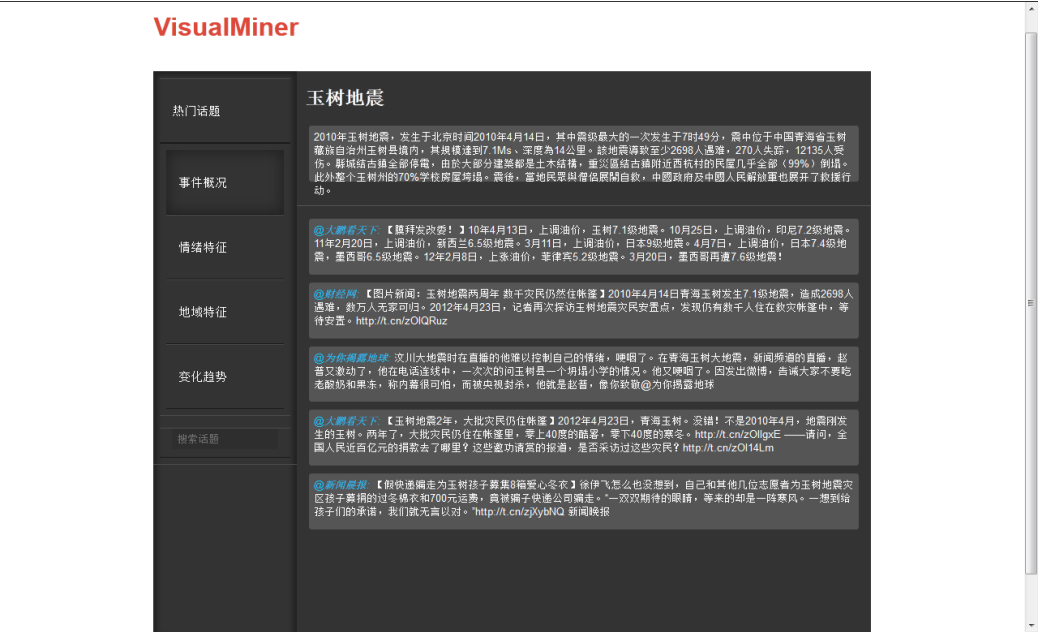 VisualMiner
热门话题
事件概况
情绪特征
地域特征
变化趋势
搜索话题
玉树地震
2010年玉树地震，发生于北京时间2010年4月14日，其中震级最大的一次发生于7时49分，震中位于中国青海省玉树
藏族自治州玉树县境内，其規模達到7.1Ms、深度為14公里。該地震導致至少2698人遇难，270人失踪，12135人受
伤。縣城结古鎮全部停電，由於大部分建築都是土木结構，重災區结古鎮附近西杭村的民屋几乎全部（99%）倒塌。
此外整个玉树州的70%学校房屋垮塌。震後，當地民眾與僧侣展開自救，中國政府及中國人民解放軍也展开了救援行
动。
@大鹏看天下: 【膜拜发改委！】10年4月13日，上调油价，玉树7.1级地震。10月25日，上调油价，印尼7.2级地震。
11年2月20日，上调油价，新西兰6.5级地震。3月11日，上调油价，日本9级地震。4月7日，上调油价，日本7.4级地
震，墨西哥6.5级地震。12年2月8日，上涨油价，菲律宾5.2级地震。3月20日，墨西哥再遭7.6级地震！
@财经网: 【图片新闻：玉树地震两周年 数千灾民仍然住帐篷】2010年4月14日青海玉树发生7.1级地震，造成2698人
遇难，数万人无家可归。2012年4月23日，记者再次探访玉树地震灾民安置点，发现仍有数千人住在救灾帐篷中，等
待安置。http://t.cn/zOlQRuz
@为你揭露地球: 汶川大地震时在直播的他难以控制自己的情绪，哽咽了。在青海玉树大地震，新闻频道的直播，赵
普又激动了，他在电话连线中，一次次的问玉树县一个坍塌小学的情况。他又哽咽了。因发出微博，告诫大家不要吃
老酸奶和果冻，称内幕很可怕，而被央视封杀，他就是赵普，像你致敬@为你揭露地球
@大鹏看天下: 【玉树地震2年，大批灾民仍住帐篷】2012年4月23日，青海玉树。没错！不是2010年4月，地震刚发
生的玉树。两年了，大批灾民仍住在帐篷里，零上40度的酷署，零下40度的寒冬。http://t.cn/zOllgxE ——请问，全
国人民近百亿元的捐款去了哪里？这些邀功请赏的报道，是否采访过这些灾民？http://t.cn/zOl14Lm
@新闻晨报: 【假快递骗走为玉树孩子募集8箱爱心冬衣】徐伊飞怎么也没想到，自己和其他几位志愿者为玉树地震灾
区孩子募捐的过冬棉衣和700元运费，竟被骗子快递公司骗走。“一双双期待的眼睛，等来的却是一阵寒风。一想到给
孩子们的承诺，我们就无言以对。”http://t.cn/zjXybNQ 新闻晚报